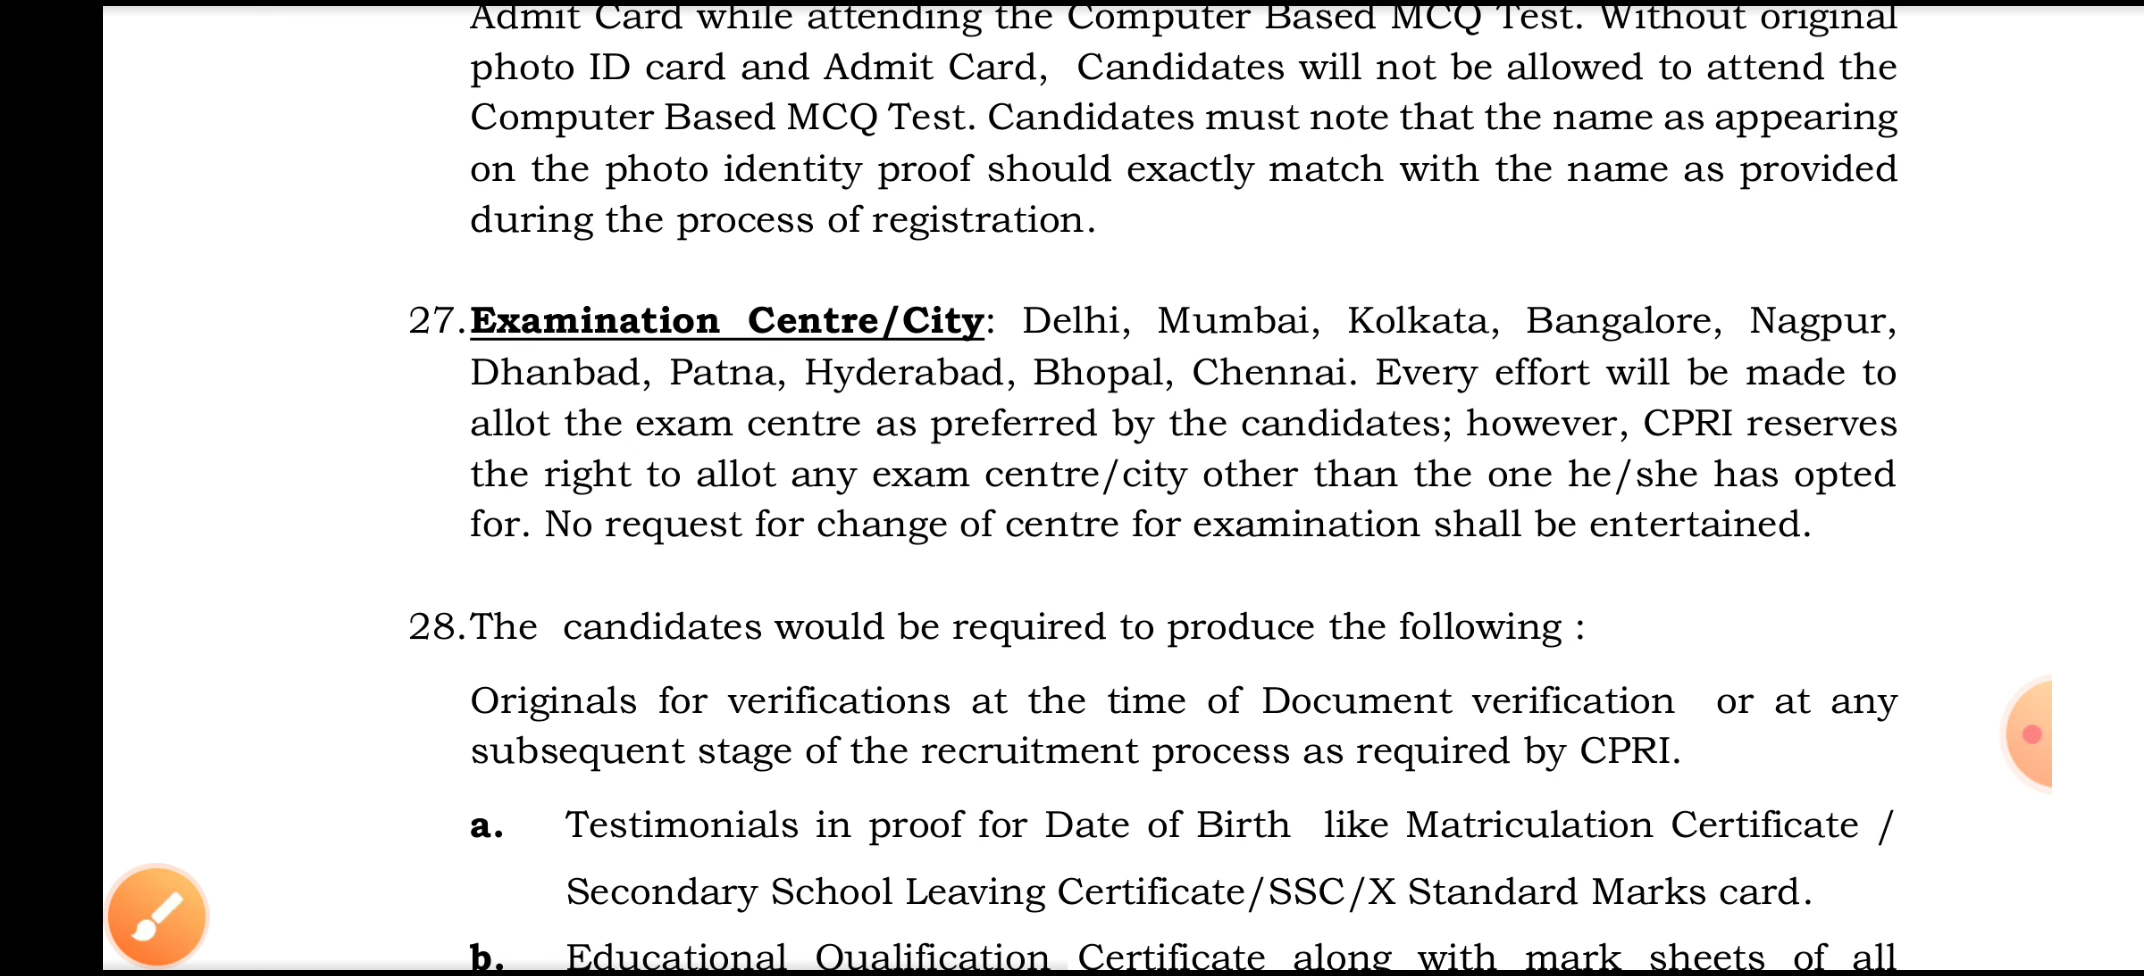 Admit Card while attending the Computer Based MCQ Test. Without original
photo ID card and Admit Card, Candidates will not be allowed to attend the
Computer Based MCQ Test. Candidates must note that the name as appearing
on the photo identity proof should exactly match with the name as provided
during the process of registration.
27. Examination Centre/City: Delhi, Mumbai, Kolkata, Bangalore, Nagpur,
Dhanbad, Patna, Hyderabad, Bhopal, Chennai. Every effort will be made to
allot the exam centre as preferred by the candidates; however, CPRI reserves
the right to allot any exam centre/city other than the one he/she has opted
for. No request for change of centre for examination shall be entertained.
28. The candidates would be required to produce the following :
Originals for verifications at the time of Document verification or at any
subsequent stage of the recruitment process as required by CPRI.
a. Testimonials in proof for Date of Birth like Matriculation Certificate /
Secondary School Leaving Certificate/SSC/X Standard Marks card.
b. Educational Qualification Certificate along with mark sheets of all